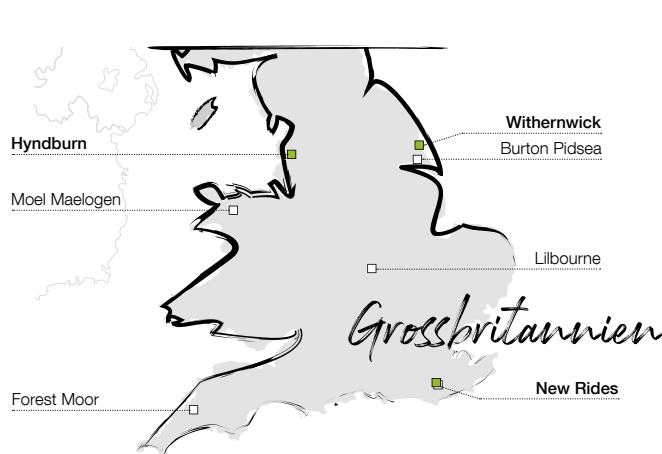 Withernwick
Hyndburn
Burton Pidsea
Moel Maelogen
Lilbourne
Grossbritannien
New Rides
Forest Moor